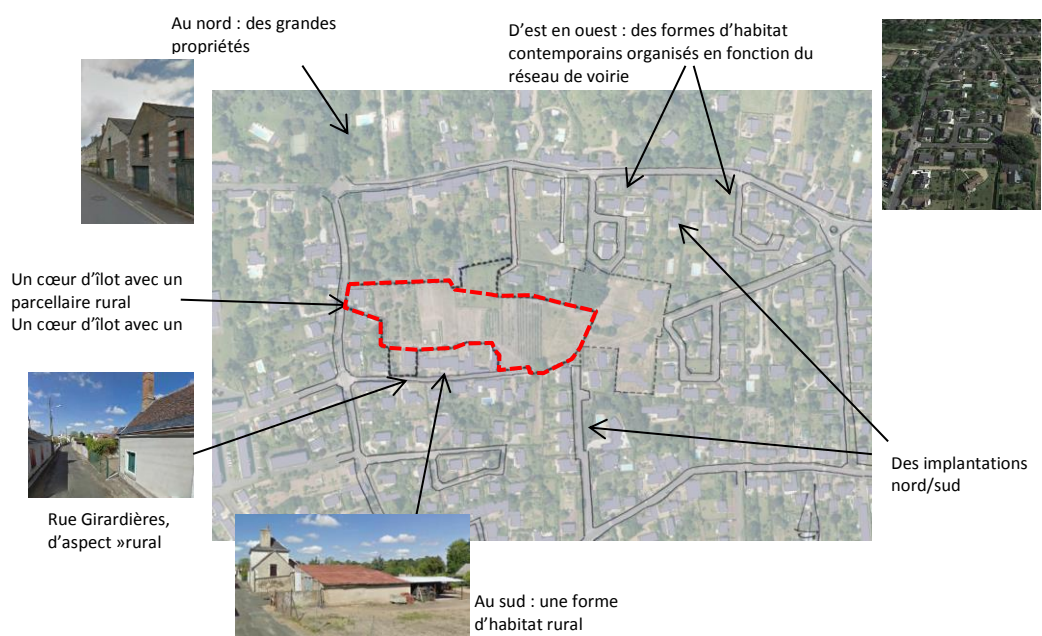 Au nord : des grandes
propriétés
D'est en ouest : des formes d'habitat
contemporains organisés en fonction du
réseau de voirie
Un cœur d'îlot avec un
parcellaire rural
Un cœur d'îlot avec un
Des implantations
nord/sud
Rue Girardières,
d'aspect »rural
Au sud : une forme
d'habitat rural